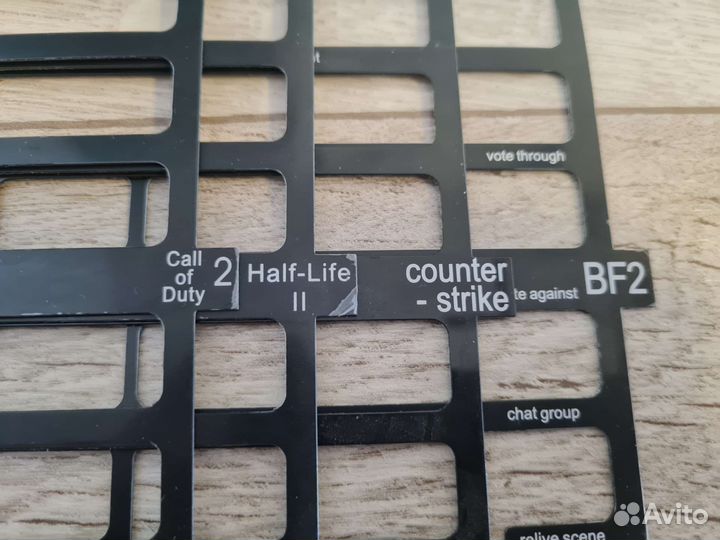 vote through
Call
of
Duty
2
Half-Life
II
counter
- strike
te against
BF2
chat group
relive scene
Avito